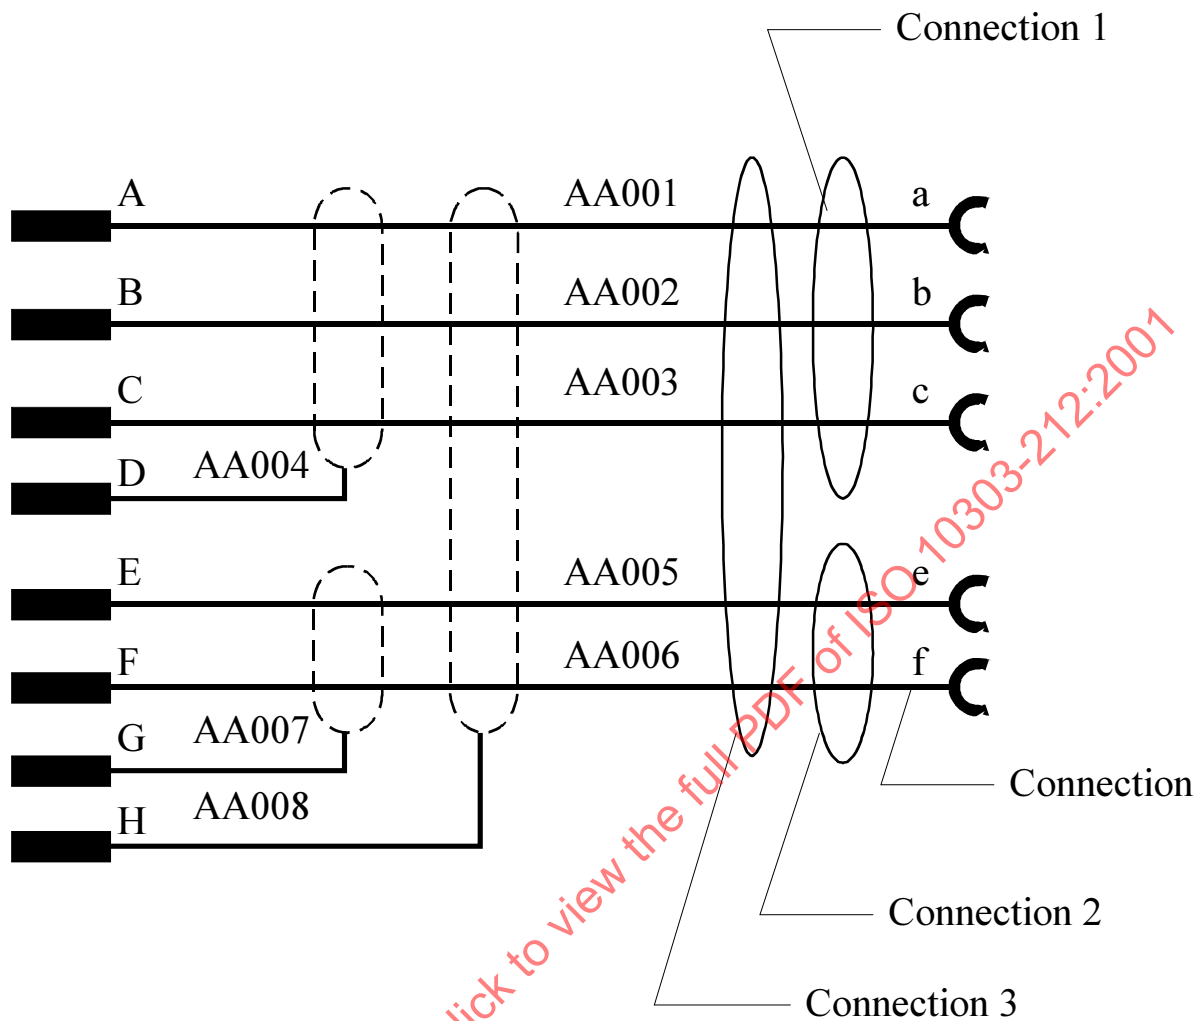 Connection 1
A AA001 a
B AA002 b
C AA003 c
D AA004
E AA005 e
F AA006 f
G AA007
H AA008
Connection
Connection 2
Connection 3
lick to view the full PDF of ISO 10303-212:2001